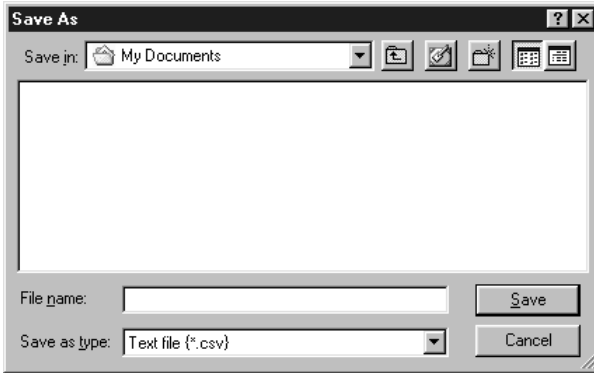 Save As
Save in: My Documents
File name:
Save
Save as type: Text file {*.csv}
Cancel